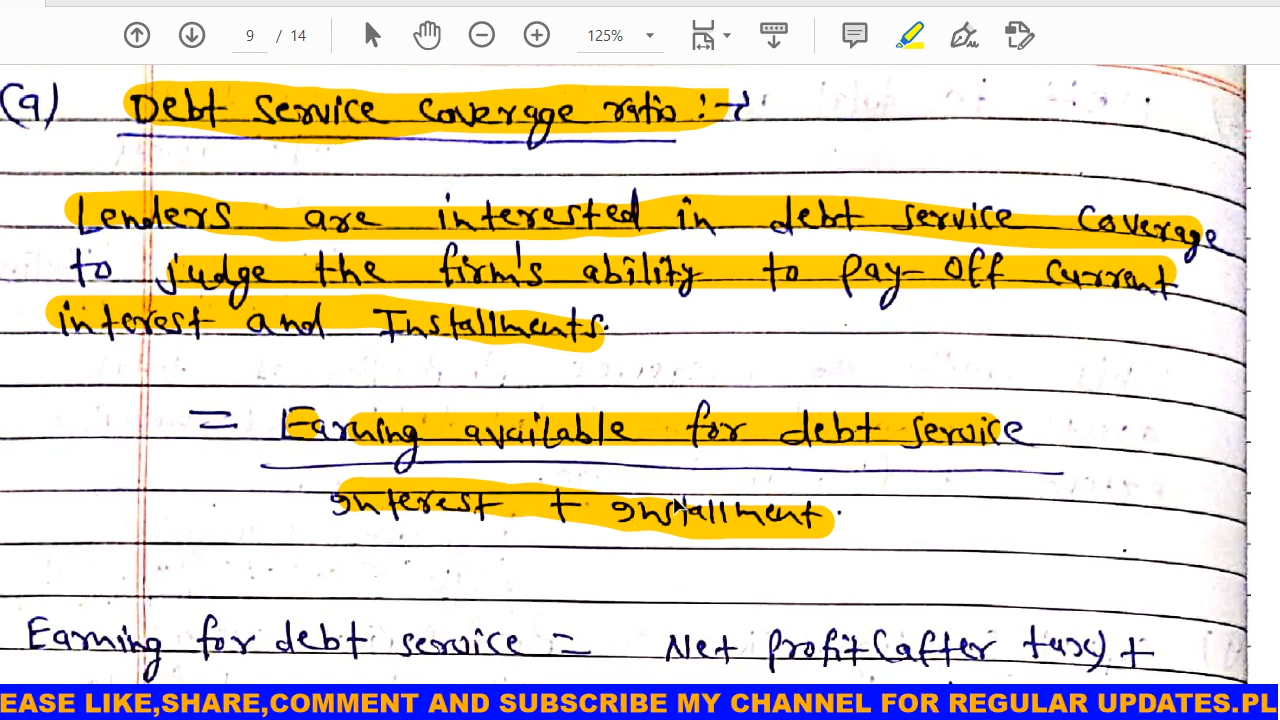 9 / 14 125%
(a) Debt service coverage ratio :→
Lenders are interested in debt service coverage
to judge the firm's ability to pay-off current
interest and Installments.
= Earning available for debt service
Interest + Installment.
Earning for debt service = Net profit (after tax) +
EASE LIKE,SHARE,COMMENT AND SUBSCRIBE MY CHANNEL FOR REGULAR UPDATES.PL